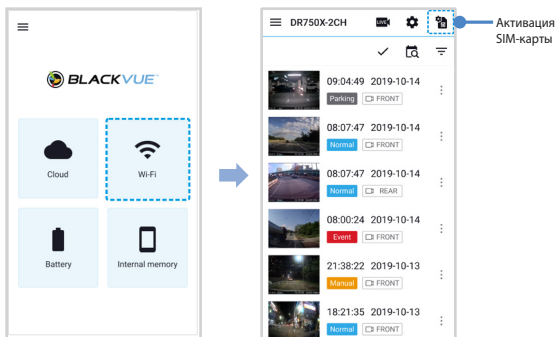 BLACKVUE
Cloud
Wi-Fi
Battery
Internal memory
DR750X-2CH
LIVE
Активация
SIM-карты
09:04:49 2019-10-14
Parking FRONT
08:07:47 2019-10-14
Normal FRONT
08:07:47 2019-10-14
Normal REAR
08:00:24 2019-10-14
Event FRONT
21:38:22 2019-10-13
Manual FRONT
18:21:35 2019-10-13
Normal FRONT